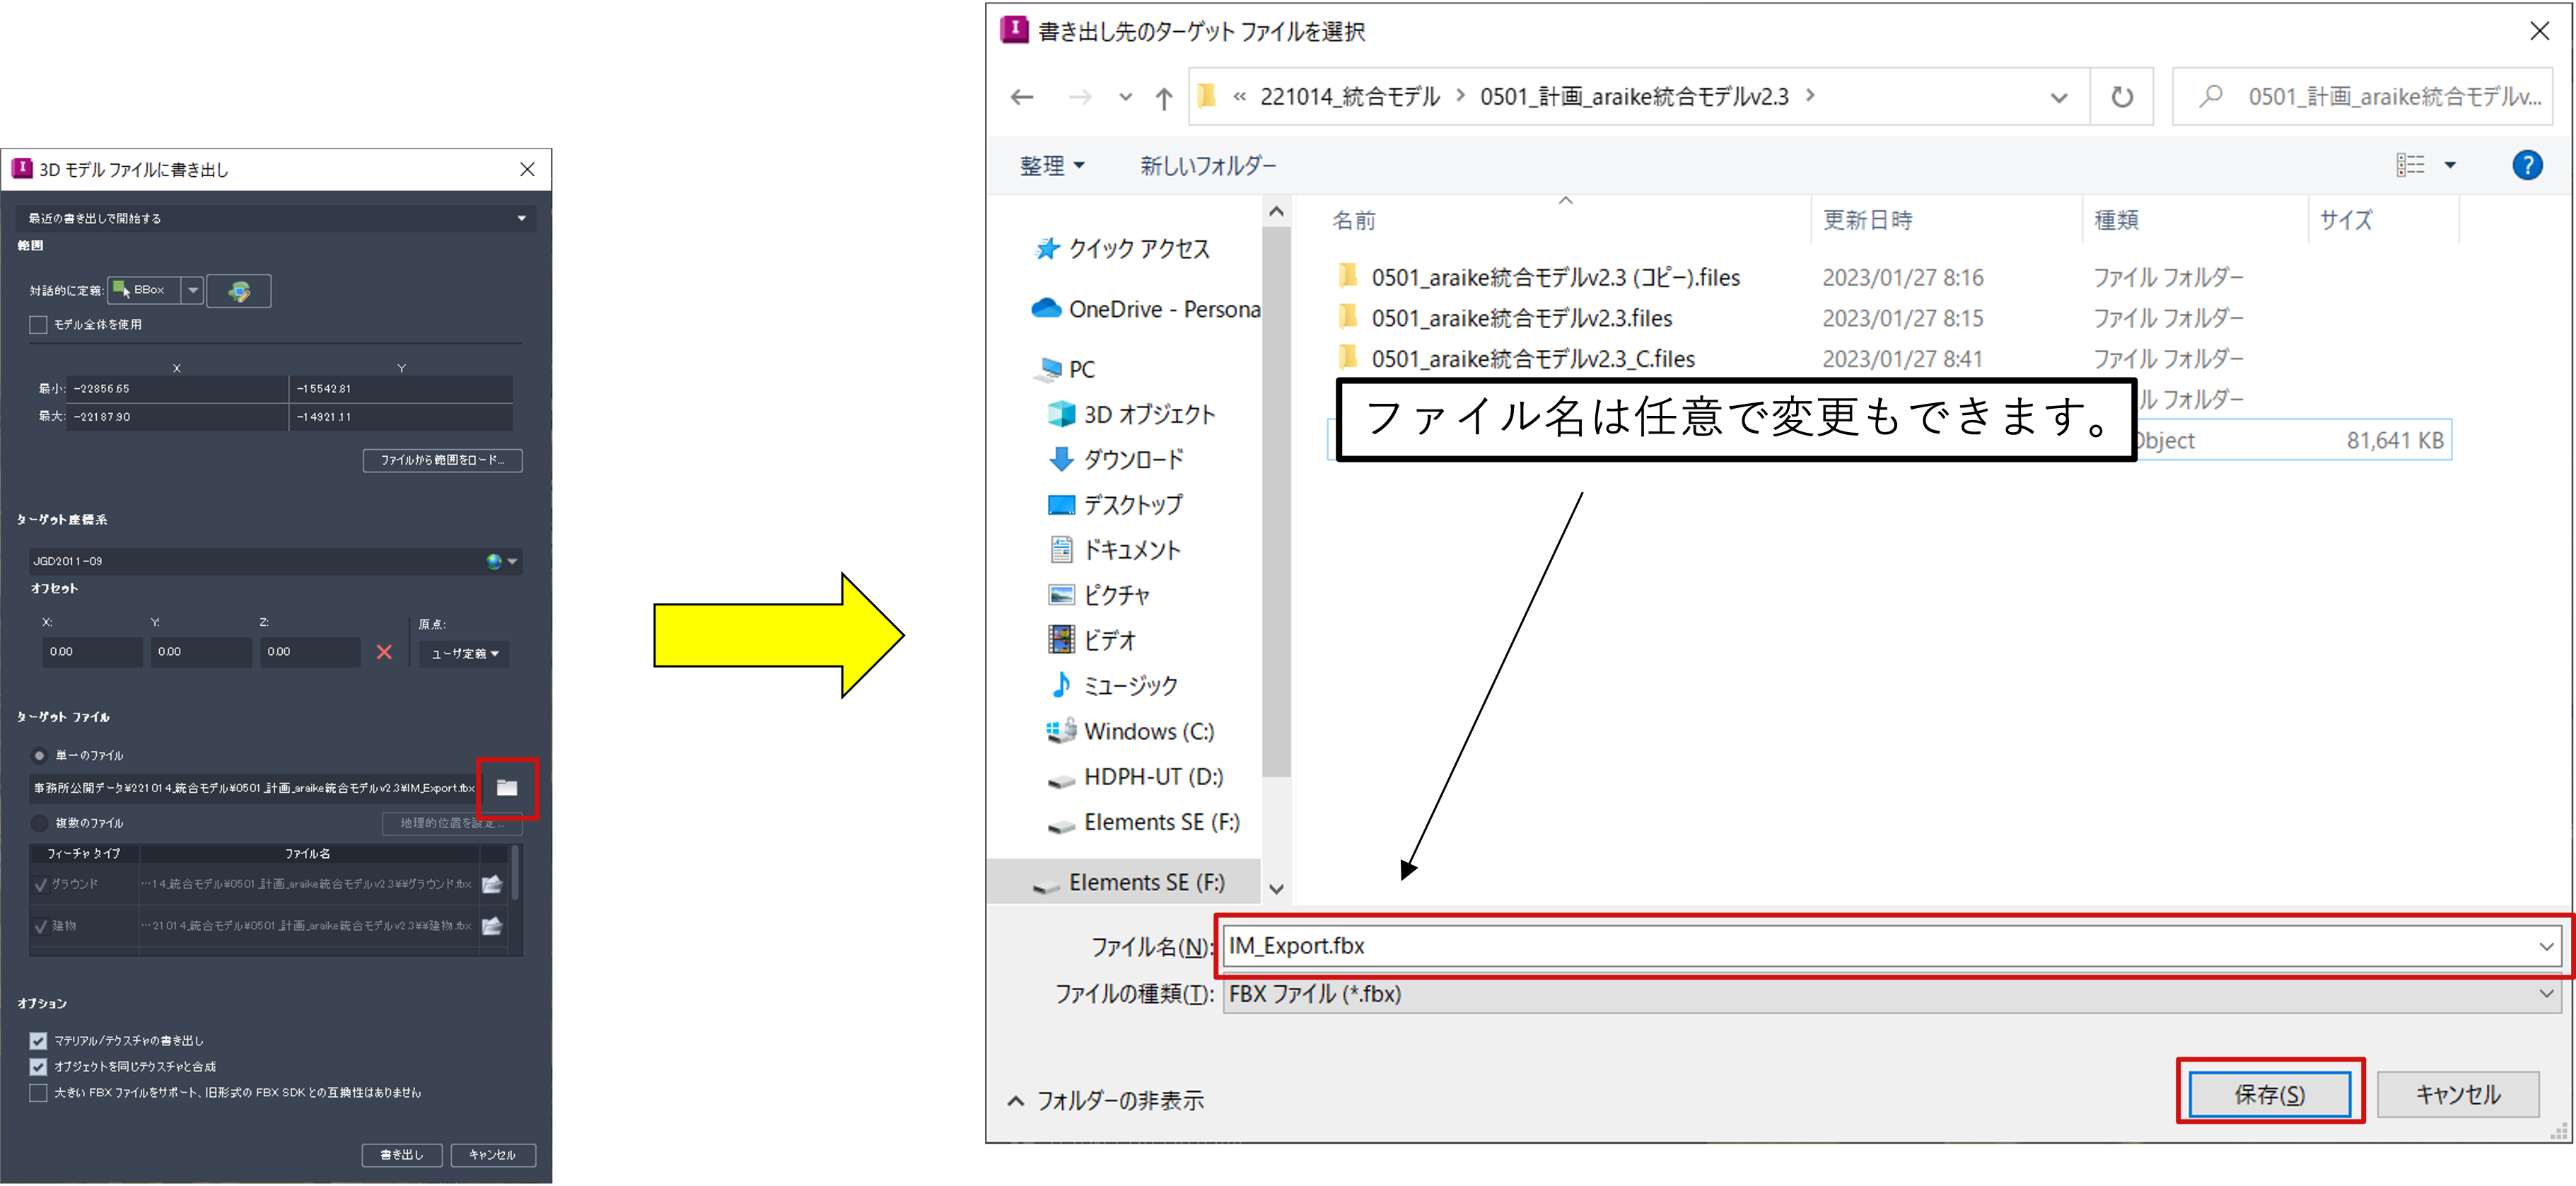 3D モデル ファイルに書き出し
最近の書き出しで開始する
範囲
対話的に定義: BBox
モデル全体を使用
X Y
最小: -22856.65 -15542.81
最大: -22187.90 -14921.11
ファイルから範囲をロード...
ターゲット座標系
JGD2011-09
オフセット
X: Y: Z: 原点:
0.00 0.00 0.00 ユーザ定義
ターゲット ファイル
単一のファイル
事務所公開データ¥221014_統合モデル¥0501_計画_araike統合モデルv2.3¥IM_Export.fbx
複数のファイル 地理的位置を設定...
フィーチャ タイプ ファイル名
グラウンド …14_統合モデル¥0501_計画_araike統合モデルv2.3¥¥グラウンド.fbx
建物 …21014_統合モデル¥0501_計画_araike統合モデルv2.3¥¥建物.fbx
オプション
マテリアル/テクスチャの書き出し
オブジェクトを同じテクスチャと合成
大きい FBX ファイルをサポート、旧形式の FBX SDK との互換性はありません
書き出し キャンセル
I 書き出し先のターゲット ファイルを選択
« 221014_統合モデル > 0501_計画_araike統合モデルv2.3 >
0501_計画_araike統合モデルv...
整理 新しいフォルダー
名前 更新日時 種類 サイズ
クイック アクセス
OneDrive - Persona
PC
3D オブジェクト
ダウンロード
デスクトップ
ドキュメント
ピクチャ
ビデオ
ミュージック
Windows (C:)
HDPH-UT (D:)
Elements SE (F:)
Elements SE (F:)
0501_araike統合モデルv2.3 (コピー).files 2023/01/27 8:16 ファイル フォルダー
0501_araike統合モデルv2.3.files 2023/01/27 8:15 ファイル フォルダー
0501_araike統合モデルv2.3_C.files 2023/01/27 8:41 ファイル フォルダー
ル フォルダー
Object 81,641 KB
ファイル名は任意で変更もできます。
ファイル名(N): IM_Export.fbx
ファイルの種類(T): FBX ファイル (*.fbx)
フォルダーの非表示
保存(S) キャンセル